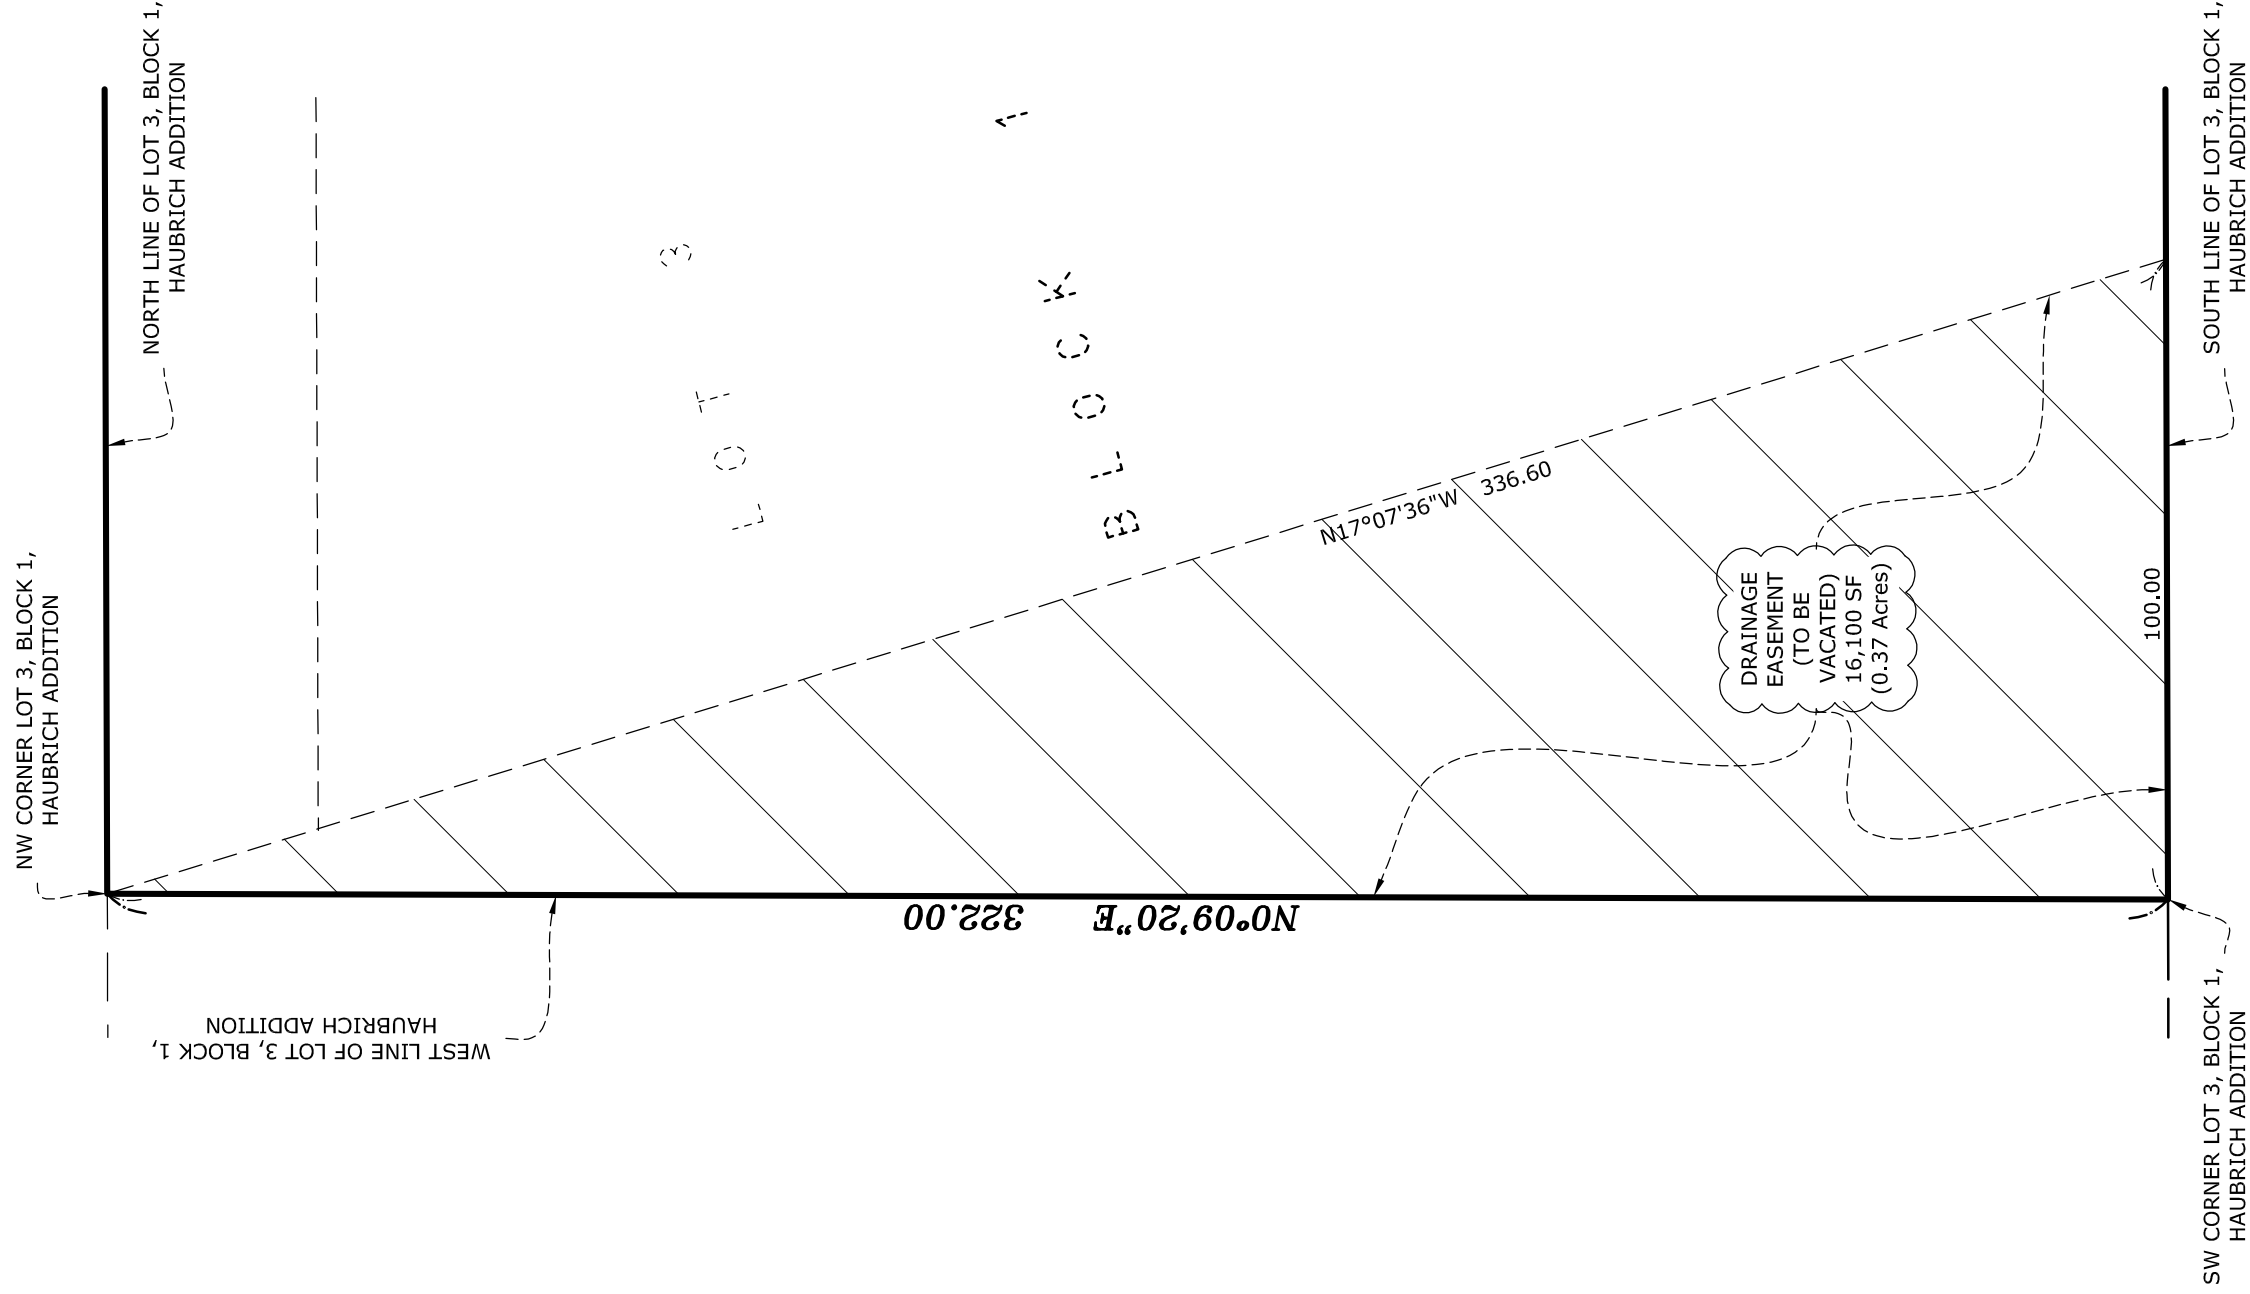 NW CORNER LOT 3, BLOCK 1,
HAUBRICH ADDITION
NORTH LINE OF LOT 3, BLOCK 1,
HAUBRICH ADDITION
WEST LINE OF LOT 3, BLOCK 1,
HAUBRICH ADDITION
LOT 3
BLOCK 1
N0°09'20"E 322.00
N17°07'36"W 336.60
DRAINAGE
EASEMENT
(TO BE
VACATED)
16,100 SF
(0.37 Acres)
100.00
SOUTH LINE OF LOT 3, BLOCK 1,
HAUBRICH ADDITION
SW CORNER LOT 3, BLOCK 1,
HAUBRICH ADDITION